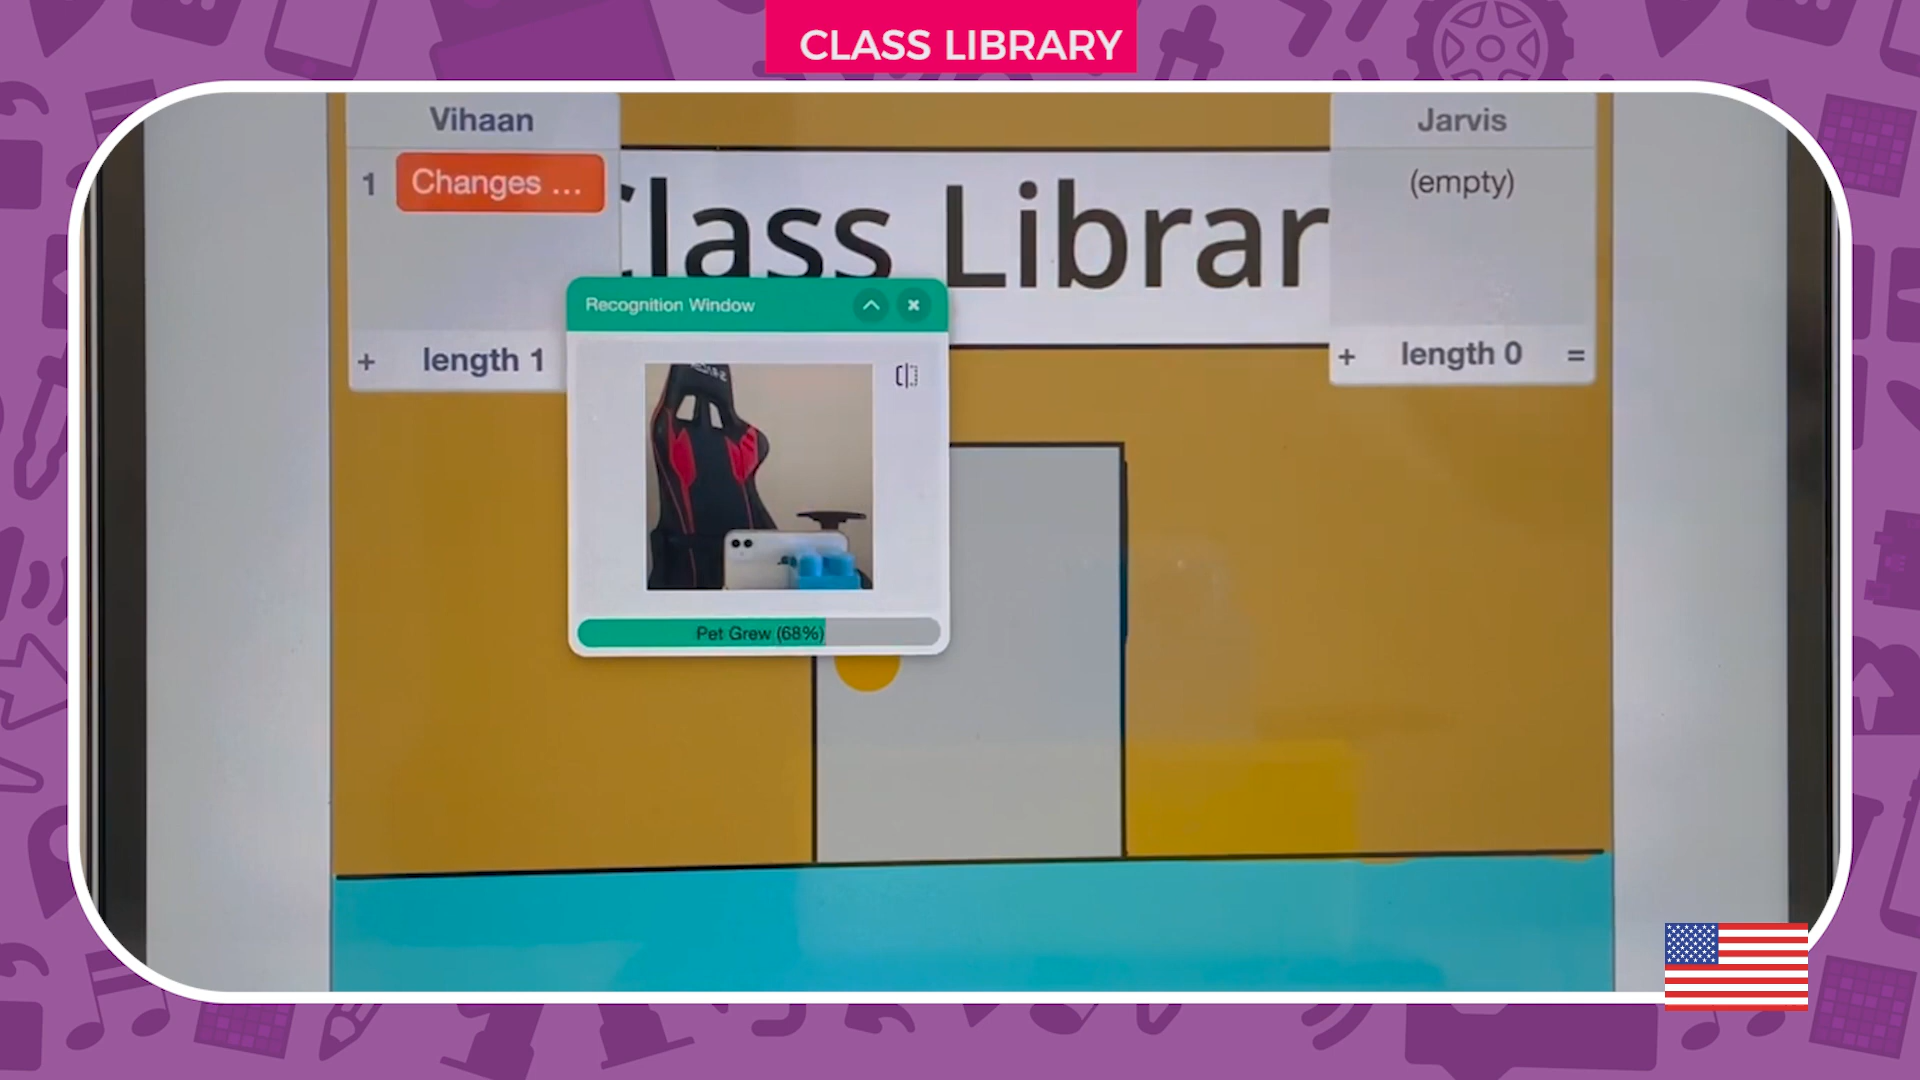 CLASS LIBRARY
Vihaan
1 Changes ...
+ length 1
Class Librar
Jarvis
(empty)
+ length 0 =
Recognition Window
Pet Grew (68%)